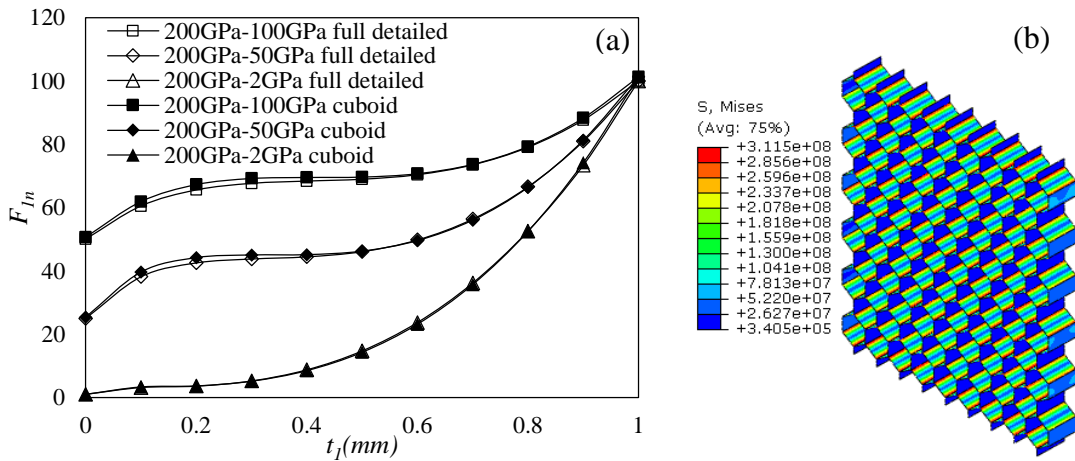 120
100
80
60
40
20
0
F1n
200GPa-100GPa full detailed
200GPa-50GPa full detailed
200GPa-2GPa full detailed
200GPa-100GPa cuboid
200GPa-50GPa cuboid
200GPa-2GPa cuboid
(a)
0 0.2 0.4 0.6 0.8 1
t1(mm)
(b)
S, Mises
(Avg: 75%)
+3.115e+08
+2.856e+08
+2.596e+08
+2.337e+08
+2.078e+08
+1.818e+08
+1.559e+08
+1.300e+08
+1.041e+08
+7.813e+07
+5.220e+07
+2.627e+07
+3.405e+05